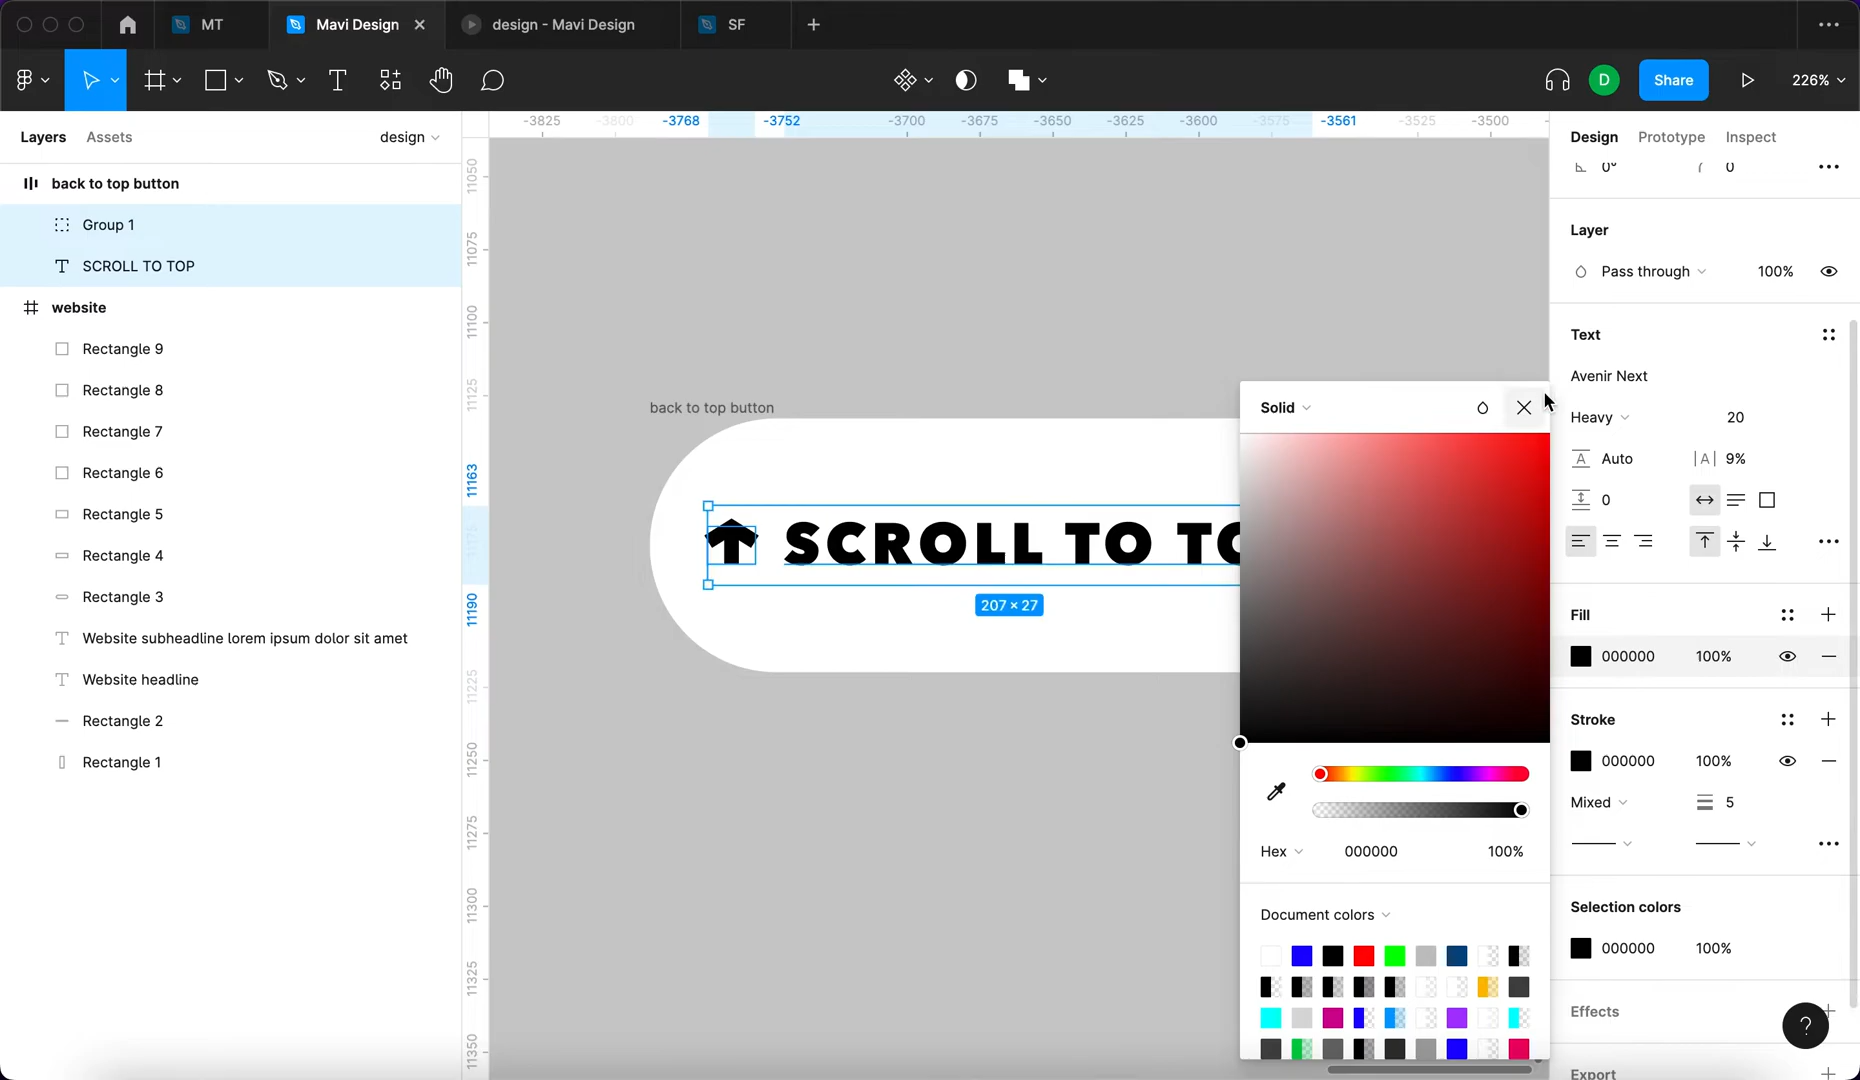 MT
Mavi Design
design - Mavi Design
SF
D
Share
226%
Layers
Assets
design
back to top button
Group 1
SCROLL TO TOP
website
Rectangle 9
Rectangle 8
Rectangle 6
Rectangle 7
Rectangle 5
Rectangle 4
Rectangle 3
Website subheadline lorem ipsum dolor sit amet
Website headline
Rectangle 2
Rectangle 1
-3825
-3800
-3768
-3752
-3700
-3675
-3650
-3625
-3600
-3575
-3561
-3525
-3500
11050
11075
11100
11125
11163
11175
11190
11225
11250
11275
11300
11325
11350
back to top button
SCROLL TO TO
207 × 27
Solid
Hex
000000
100%
Document colors
Design
Prototype
Inspect
0°
0
Layer
Pass through
100%
Text
Avenir Next
Heavy
20
Auto
|A| 9%
0
Fill
000000
100%
Stroke
000000
100%
Mixed
5
Selection colors
000000
100%
Effects
?
Export